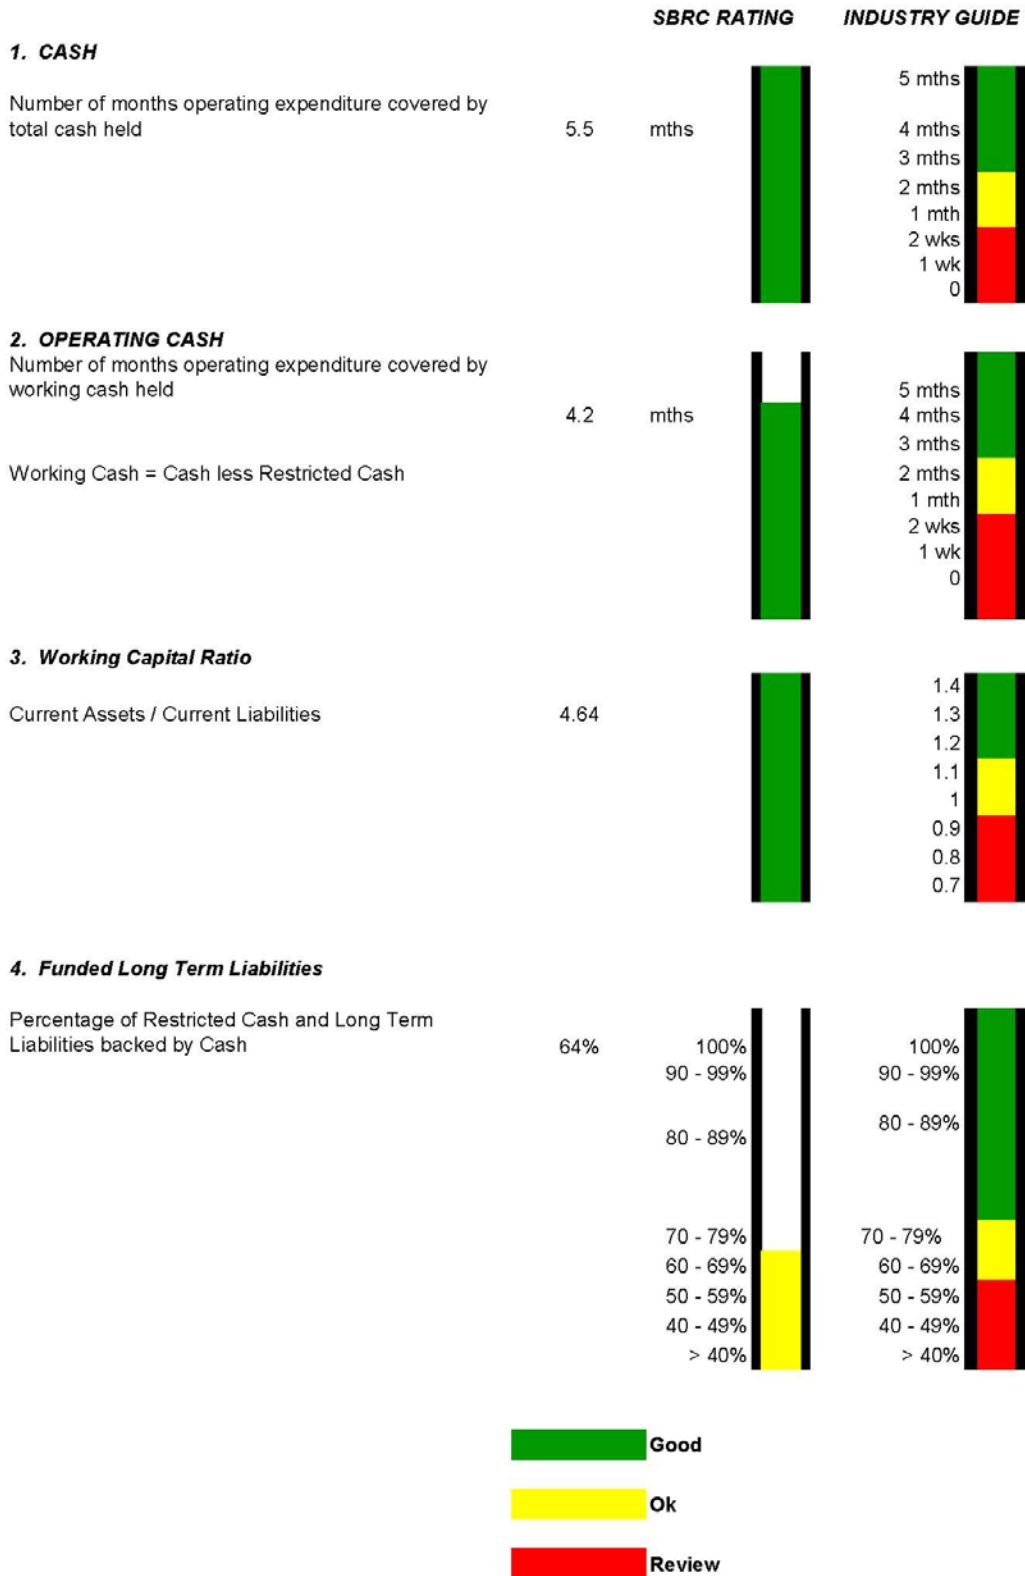 SBRC RATING INDUSTRY GUIDE
1. CASH
5 mths
Number of months operating expenditure covered by
total cash held 5.5 mths 4 mths
3 mths
2 mths
1 mth
2 wks
1 wk
0
2. OPERATING CASH
Number of months operating expenditure covered by
working cash held 5 mths
4.2 mths 4 mths
3 mths
Working Cash = Cash less Restricted Cash 2 mths
1 mth
2 wks
1 wk
0
3. Working Capital Ratio
1.4
Current Assets / Current Liabilities 4.64 1.3
1.2
1.1
1
0.9
0.8
0.7
4. Funded Long Term Liabilities
Percentage of Restricted Cash and Long Term
Liabilities backed by Cash 64% 100% 100%
90 - 99% 90 - 99%
80 - 89% 80 - 89%
70 - 79% 70 - 79%
60 - 69% 60 - 69%
50 - 59% 50 - 59%
40 - 49% 40 - 49%
> 40% > 40%
Good
Ok
Review